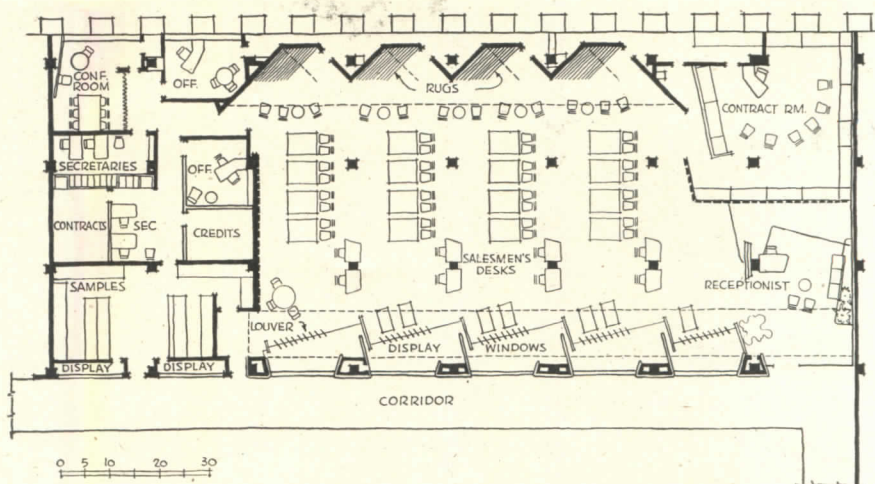 CONF.
ROOM
OFF.
RUGS
CONTRACT RM.
SECRETARIES
OFF.
CONTRACTS
SEC
CREDITS
SALESMEN'S
DESKS
SAMPLES
RECEPTIONIST
LOUVER
DISPLAY
WINDOWS
DISPLAY
DISPLAY
CORRIDOR
0 5 10 20 30